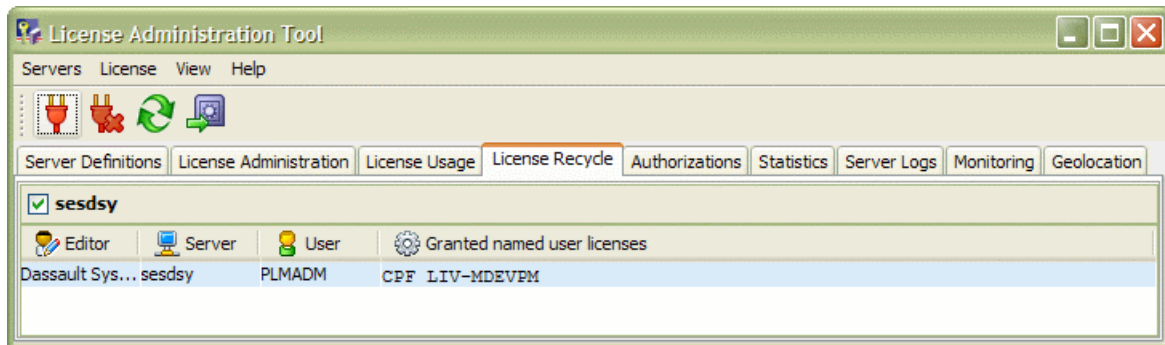 License Administration Tool
Servers License View Help
Server Definitions License Administration License Usage License Recycle Authorizations Statistics Server Logs Monitoring Geolocation
sesdsy
Editor Server User Granted named user licenses
Dassault Sys... sesdsy PLMADM CPF LIV-MDEVPM